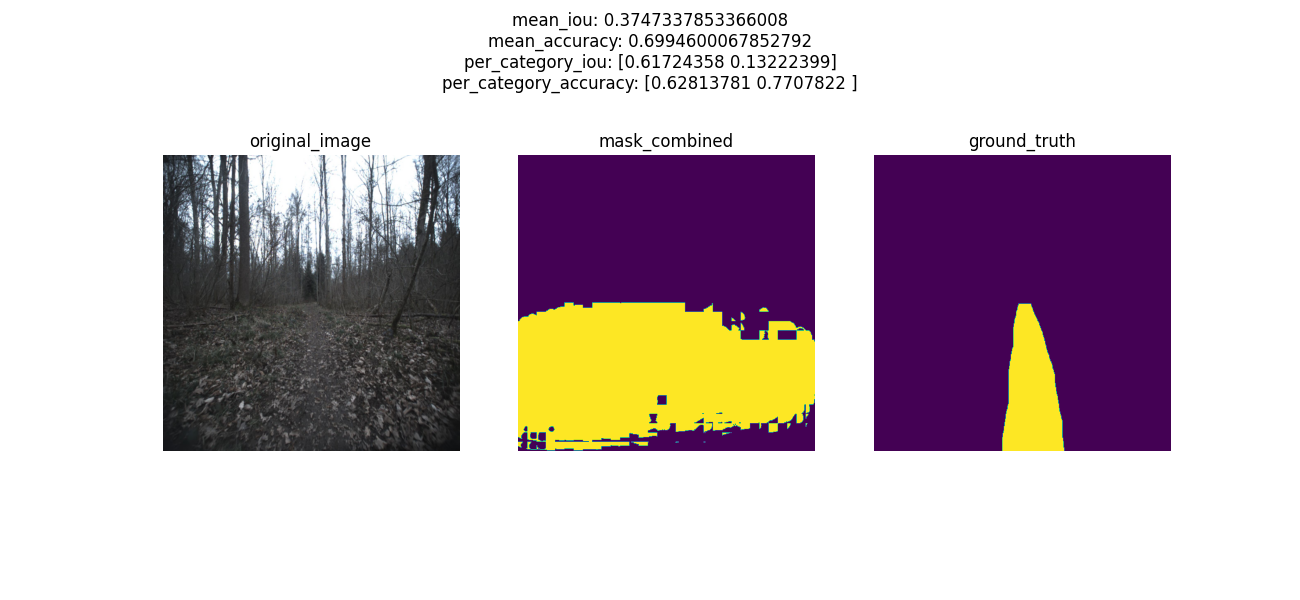 mean_iou: 0.3747337853366008
mean_accuracy: 0.6994600067852792
per_category_iou: [0.61724358 0.13222399]
per_category_accuracy: [0.62813781 0.7707822 ]
original_image
mask_combined
ground_truth